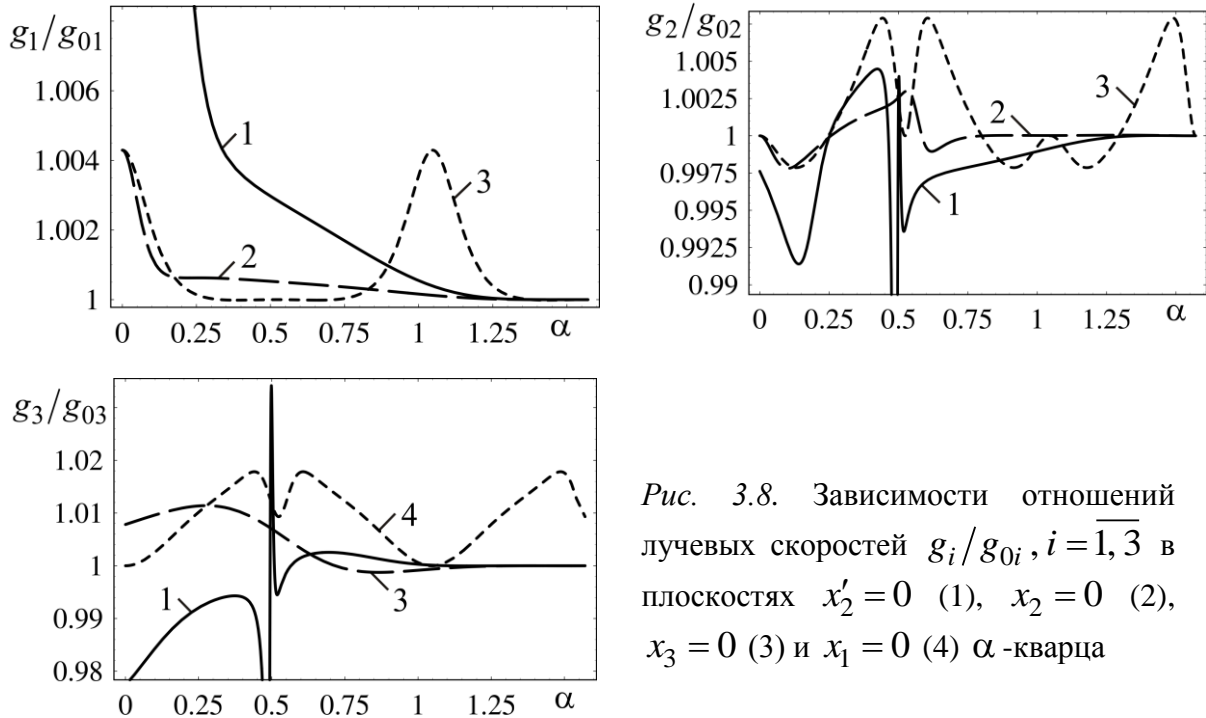 g₁/g₀₁
1.006
1.004
1.002
1
1
2
3
0 0.25 0.5 0.75 1 1.25 α
g₂/g₀₂
1.005
1.0025
1
0.9975
0.995
0.9925
0.99
3
2
1
0 0.25 0.5 0.75 1 1.25 α
g₃/g₀₃
1.02
1.01
1
0.99
0.98
4
3
1
0 0.25 0.5 0.75 1 1.25 α
Рис. 3.8. Зависимости отношений
лучевых скоростей g_i/g_{0i}, i = \overline{1, 3} в
плоскостях x′₂ = 0 (1), x₂ = 0 (2),
x₃ = 0 (3) и x₁ = 0 (4) α -кварца